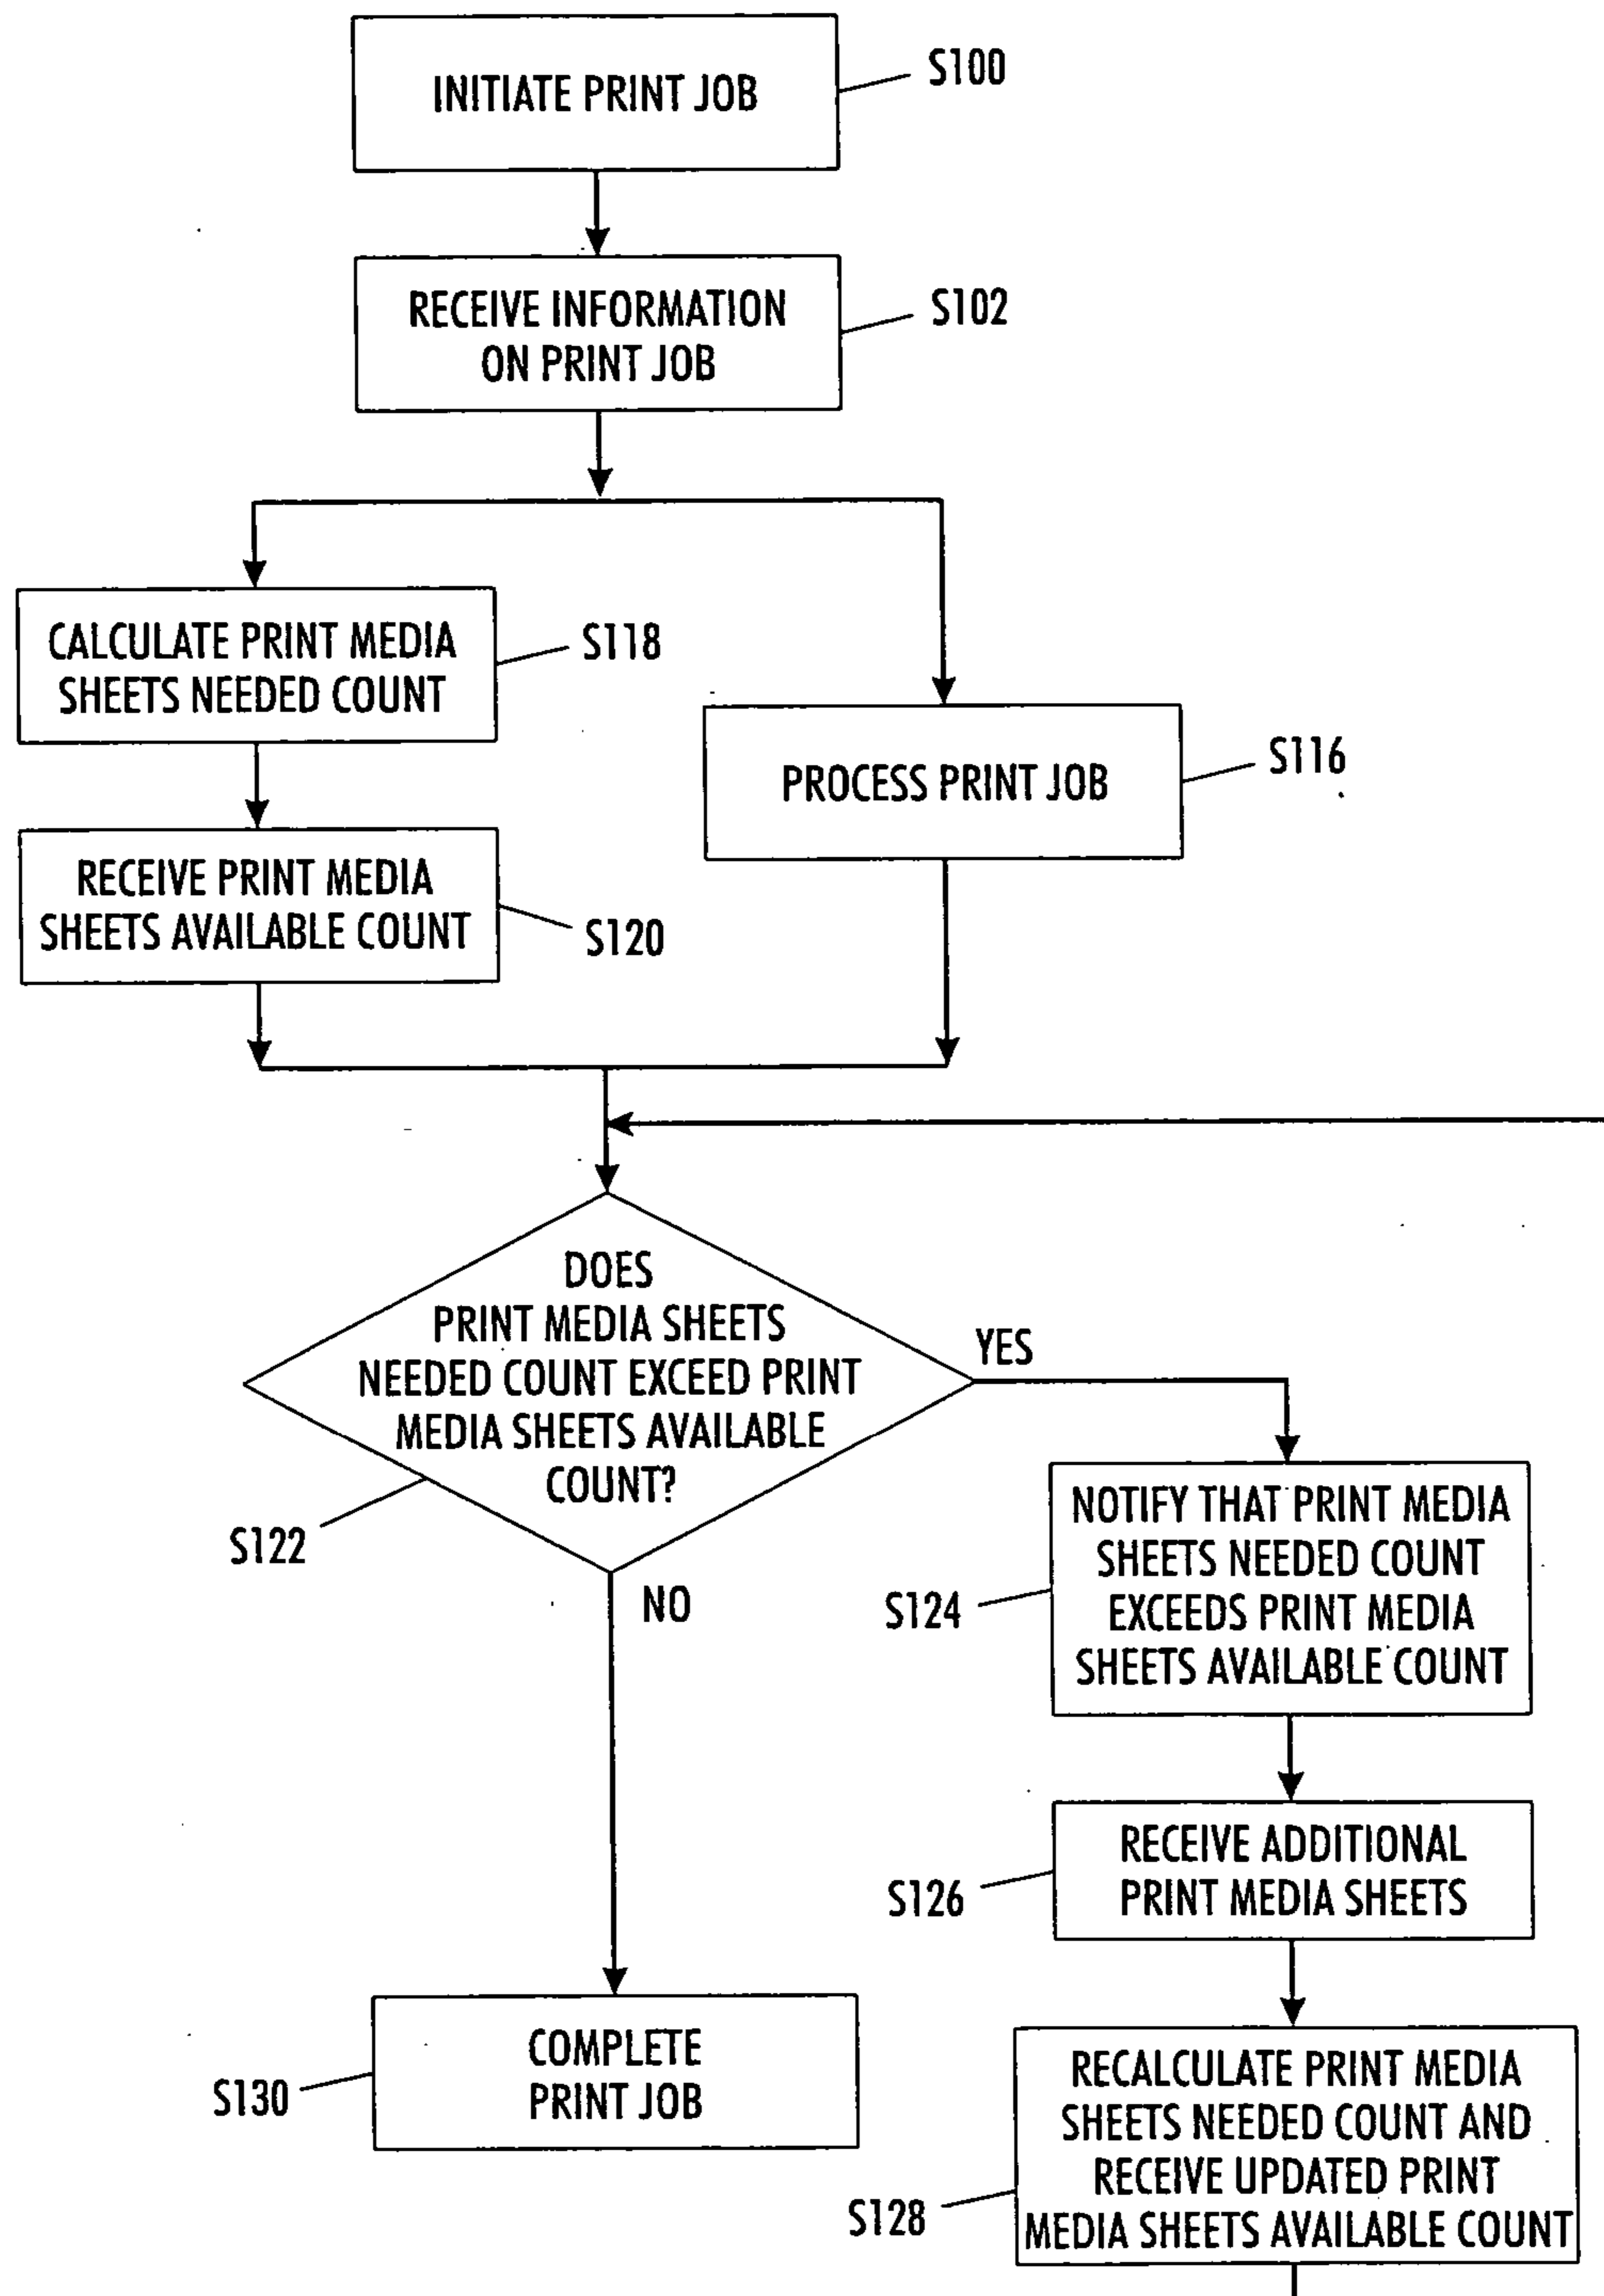 INITIATE PRINT JOB
S100
RECEIVE INFORMATION
ON PRINT JOB
S102
CALCULATE PRINT MEDIA
SHEETS NEEDED COUNT
S118
PROCESS PRINT JOB
S116
RECEIVE PRINT MEDIA
SHEETS AVAILABLE COUNT
S120
DOES
PRINT MEDIA SHEETS
NEEDED COUNT EXCEED PRINT
MEDIA SHEETS AVAILABLE
COUNT?
S122
YES
NO
NOTIFY THAT PRINT MEDIA
SHEETS NEEDED COUNT
EXCEEDS PRINT MEDIA
SHEETS AVAILABLE COUNT
S124
RECEIVE ADDITIONAL
PRINT MEDIA SHEETS
S126
COMPLETE
PRINT JOB
S130
RECALCULATE PRINT MEDIA
SHEETS NEEDED COUNT AND
RECEIVE UPDATED PRINT
MEDIA SHEETS AVAILABLE COUNT
S128